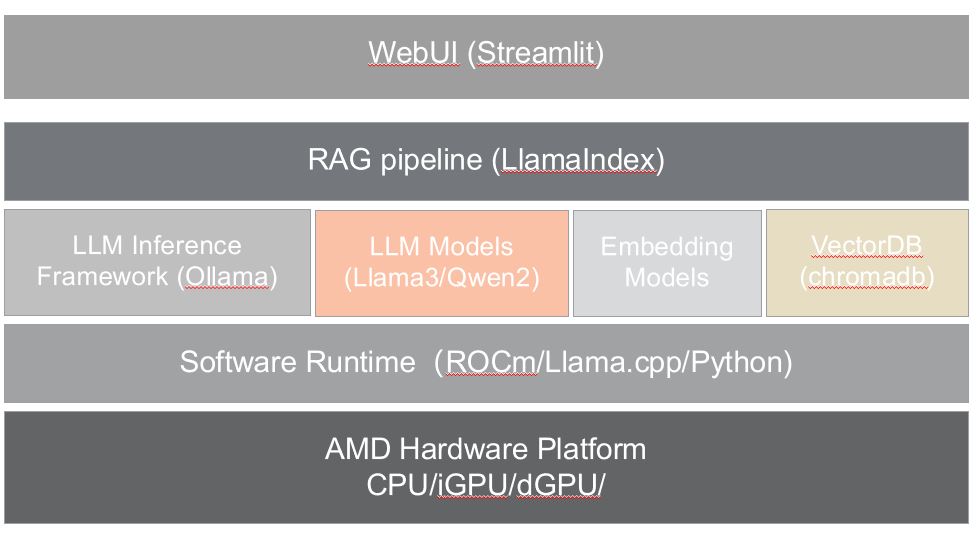 WebUI (Streamlit)
RAG pipeline (LlamaIndex)
LLM Inference
Framework (Ollama)
LLM Models
(Llama3/Qwen2)
Embedding
Models
VectorDB
(chromadb)
Software Runtime（ROCm/Llama.cpp/Python)
AMD Hardware Platform
CPU/iGPU/dGPU/